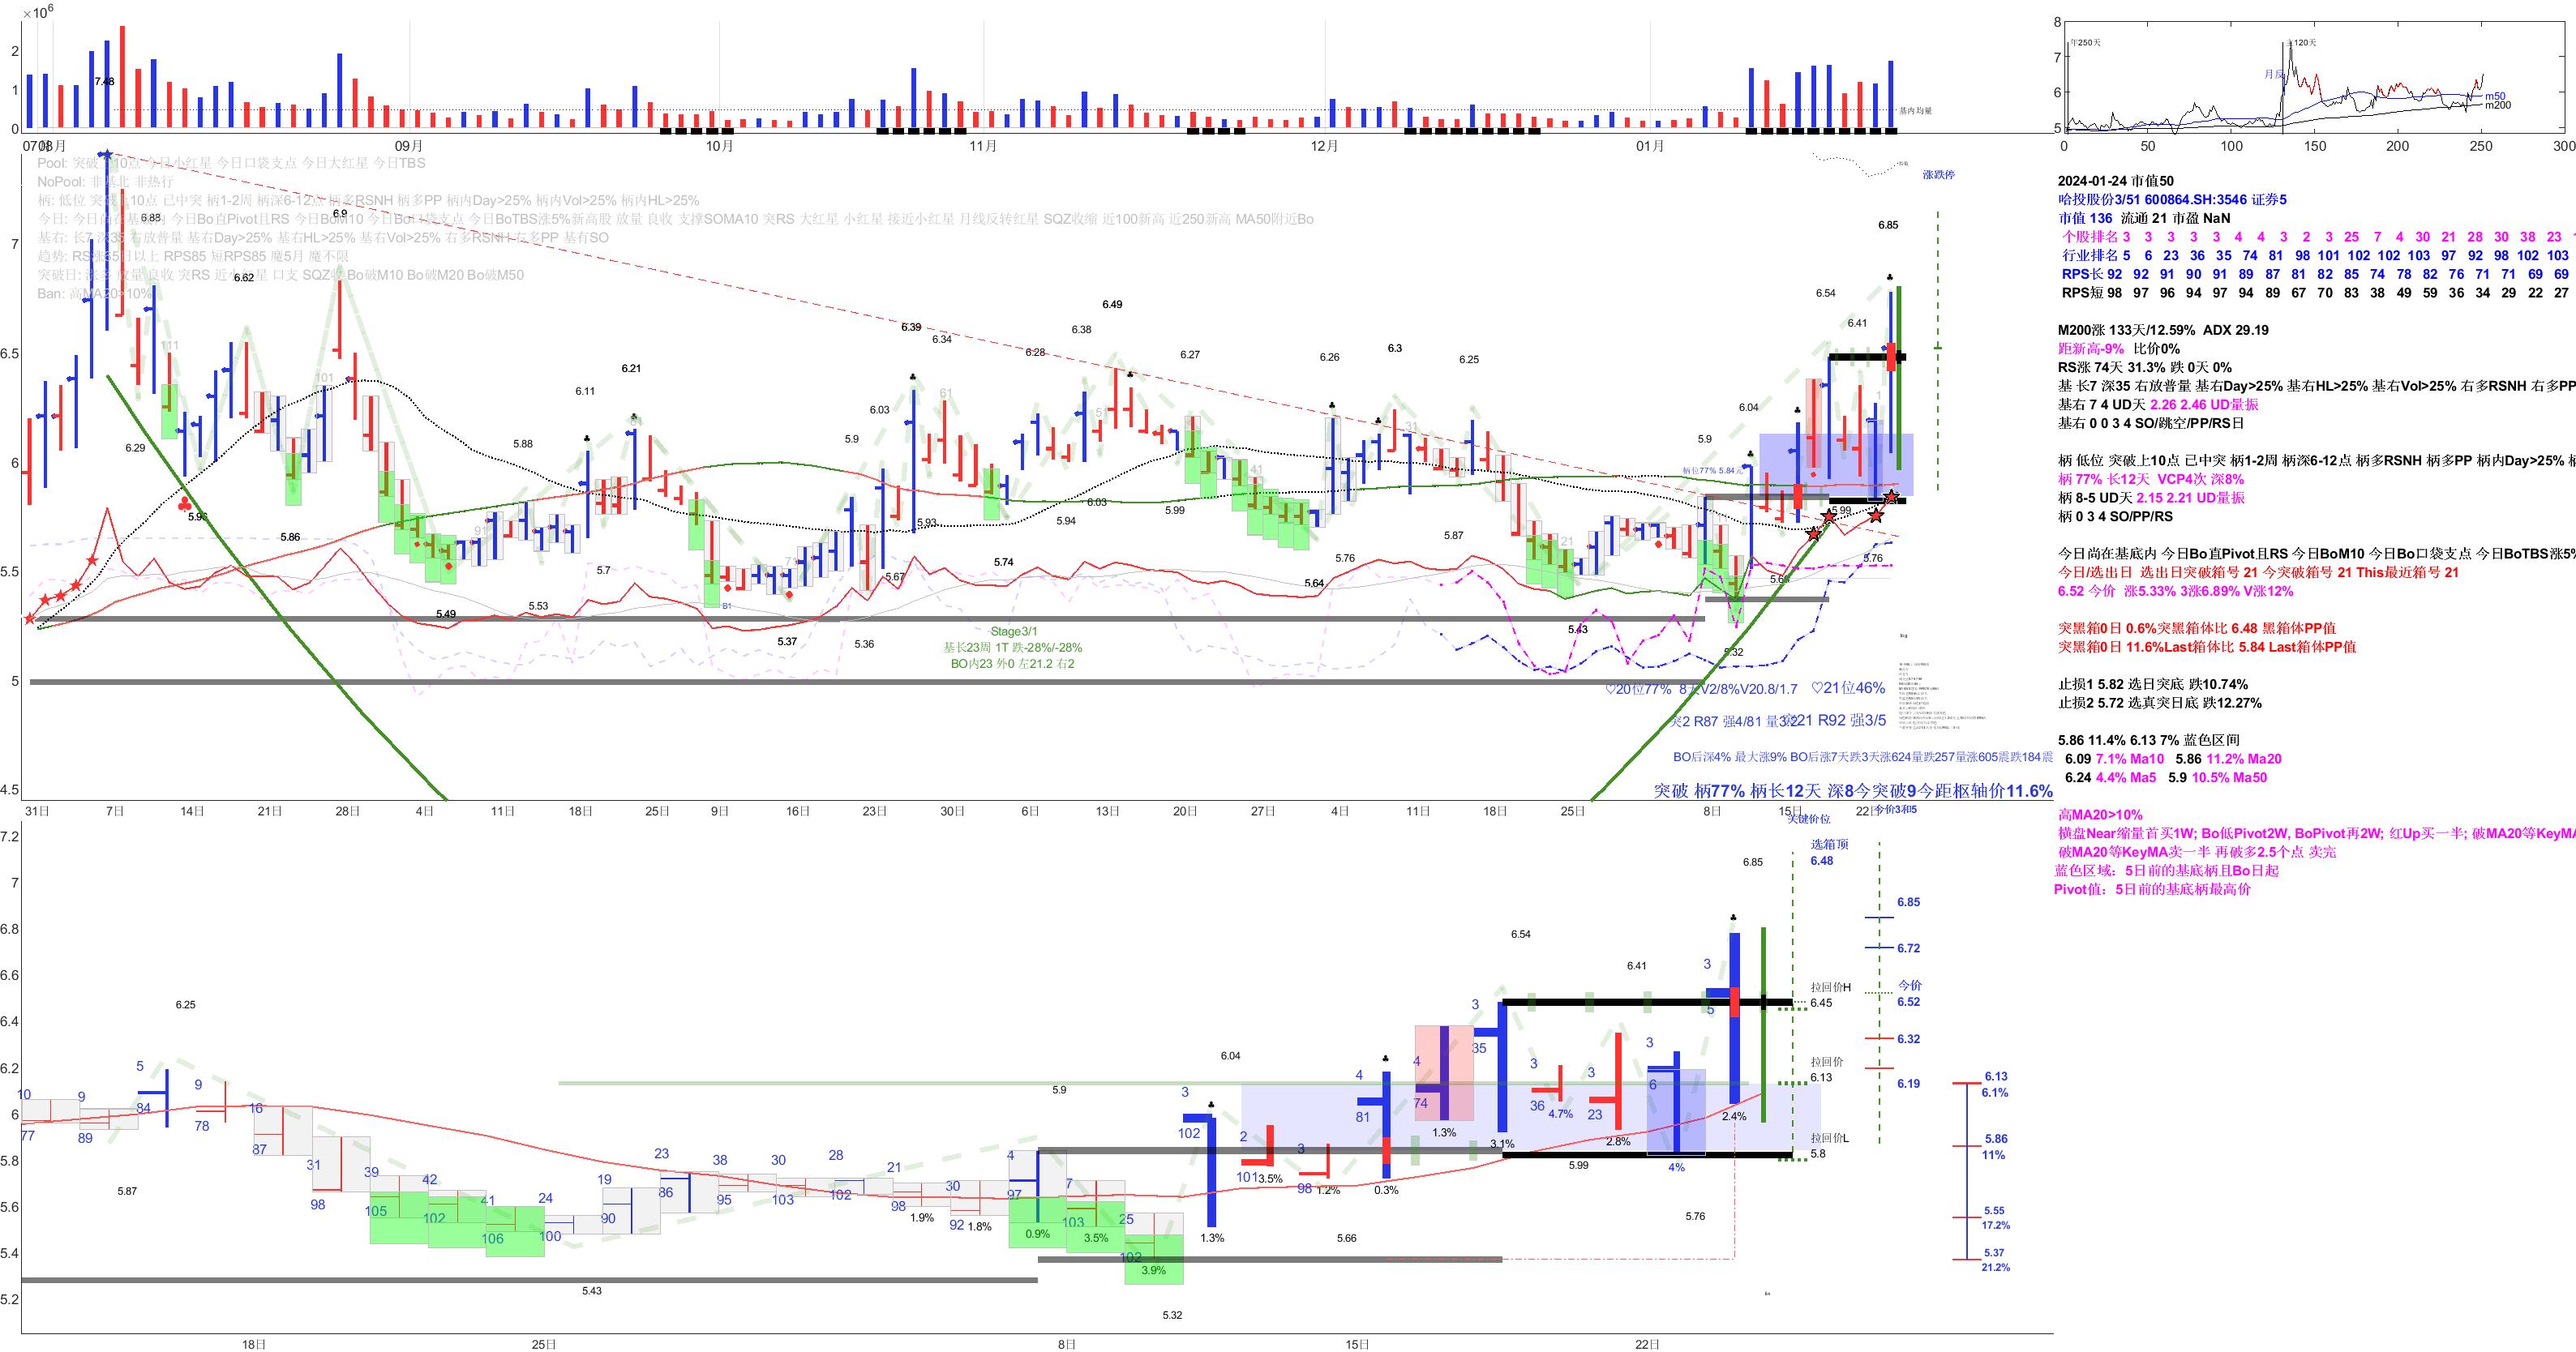 ×10⁶
2
1
0
7.48
基内均量
07月
08月
09月
10月
11月
12月
01月
8
7
6
5
年250天
主120天
月反
m50
m200
0 50 100 150 200 250 300
Pool: 突破 10点 今日小红星 今日口袋支点 今日大红星 今日TBS
NoPool: 非 北 非热行
柄: 低位 突破上10点 已中突 柄1-2周 柄深6-12点 柄多RSNH 柄多PP 柄内Day>25% 柄内Vol>25% 柄内HL>25%
今日: 今日尚在基底内 今日Bo直Pivot且RS 今日BoM10 今日Bo口袋支点 今日BoTBS涨5%新高股 放量 良收 支撑SOMA10 突RS 大红星 小红星 接近小红星 月线反转红星 SQZ收缩 近100新高 近250新高 MA50附近Bo
基右: 长7 深35 右放普量 基右Day>25% 基右HL>25% 基右Vol>25% 右多RSNH 右多PP 基有SO
趋势: RS涨35日以上 RPS85 短RPS85 魔5月 魔不限
突破日: 涨多 放量 良收 突RS 近小红星 口支 SQZ Bo破M10 Bo破M20 Bo破M50
Ban: 高MA20>10%
涨跌停
7
6.5
6
5.5
5
4.5
6.88
6.9
6.62
111
101
6.29
5.96
5.86
5.49
91
5.88
5.53
6.11
6.21
5.7
B1
5.37
5.9
6.03
6.39
6.34
61
5.36
5.67
5.93
5.74
6.28
6.38
6.49
51
5.94
6.03
6.27
5.99
41
5.64
6.26
6.3
31
5.76
6.25
5.87
21
5.43
5.9
柄位77% 5.84元
6.04
5.32
5.66
6.54
6.41
6.85
5.99
5.76
Stage3/1
基长23周 1T 跌-28%/-28%
BO内23 外0 左21.2 右2
♡20位77% 8天V2/8%V20.8/1.7 ♡21位46%
突2 R87 强4/81 量3.2
突21 R92 强3/5
BO后深4% 最大涨9% BO后涨7天跌3天涨624量跌257量涨605震跌184震
突破 柄77% 柄长12天 深8今突破9今距枢轴价11.6%
31日 7日 14日 21日 28日 4日 11日 18日 25日 9日 16日 23日 30日 6日 13日 20日 27日 4日 11日 18日 25日 8日 15日 22日
今价3和5
关键价位
选箱顶
6.48
7.2
7
6.8
6.6
6.4
6.2
6
5.8
5.6
5.4
5.2
10
77
9
89
5
84
6.25
9
78
16
87
31
98
39
105
42
102
41
106
24
100
19
90
23
86
38
95
30
103
28
102
21
98
1.9%
30
92
1.8%
4
97
0.9%
7
103
3.5%
25
102
3.9%
5.87
5.43
5.32
5.9
6.04
3
102
1.3%
2
101
3.5%
3
98
1.2%
4
81
0.3%
4
74
1.3%
3
35
3.1%
3
36
4.7%
3
23
2.8%
3
6
4%
3
5
2.4%
5.66
5.99
5.76
6.54
6.41
6.85
拉回价H
6.45
拉回价
6.13
拉回价L
5.8
6.85
6.72
今价
6.52
6.32
6.19
6.13
6.1%
5.86
11%
5.55
17.2%
5.37
21.2%
18日 25日 8日 15日 22日
2024-01-24 市值50
哈投股份3/51 600864.SH:3546 证券5
市值 136 流通 21 市盈 NaN
个股排名 3 3 3 3 3 4 4 3 2 3 25 7 4 30 21 28 30 38 23
行业排名 5 6 23 36 35 74 81 98 101 102 102 103 97 92 98 102 103
RPS长 92 92 91 90 91 89 87 81 82 85 74 78 82 76 71 71 69 69
RPS短 98 97 96 94 97 94 89 67 70 83 38 49 59 36 34 29 22 27
M200涨 133天/12.59% ADX 29.19
距新高-9% 比价0%
RS涨 74天 31.3% 跌 0天 0%
基 长7 深35 右放普量 基右Day>25% 基右HL>25% 基右Vol>25% 右多RSNH 右多PP
基右 7 4 UD天 2.26 2.46 UD量振
基右 0 0 3 4 SO/跳空/PP/RS日
柄 低位 突破上10点 已中突 柄1-2周 柄深6-12点 柄多RSNH 柄多PP 柄内Day>25%
柄 77% 长12天 VCP4次 深8%
柄 8-5 UD天 2.15 2.21 UD量振
柄 0 3 4 SO/PP/RS
今日尚在基底内 今日Bo直Pivot且RS 今日BoM10 今日Bo口袋支点 今日BoTBS涨5%
今日/选出日 选出日突破箱号 21 今突破箱号 21 This最近箱号 21
6.52 今价 涨5.33% 3涨6.89% V涨12%
突黑箱0日 0.6%突黑箱体比 6.48 黑箱体PP值
突黑箱0日 11.6%Last箱体比 5.84 Last箱体PP值
止损1 5.82 选日突底 跌10.74%
止损2 5.72 选真突日底 跌12.27%
5.86 11.4% 6.13 7% 蓝色区间
6.09 7.1% Ma10 5.86 11.2% Ma20
6.24 4.4% Ma5 5.9 10.5% Ma50
高MA20>10%
横盘Near缩量首买1W; Bo低Pivot2W, BoPivot再2W; 红Up买一半; 破MA20等KeyMA
破MA20等KeyMA卖一半 再破多2.5个点 卖完
蓝色区域：5日前的基底柄且Bo日起
Pivot值：5日前的基底柄最高价